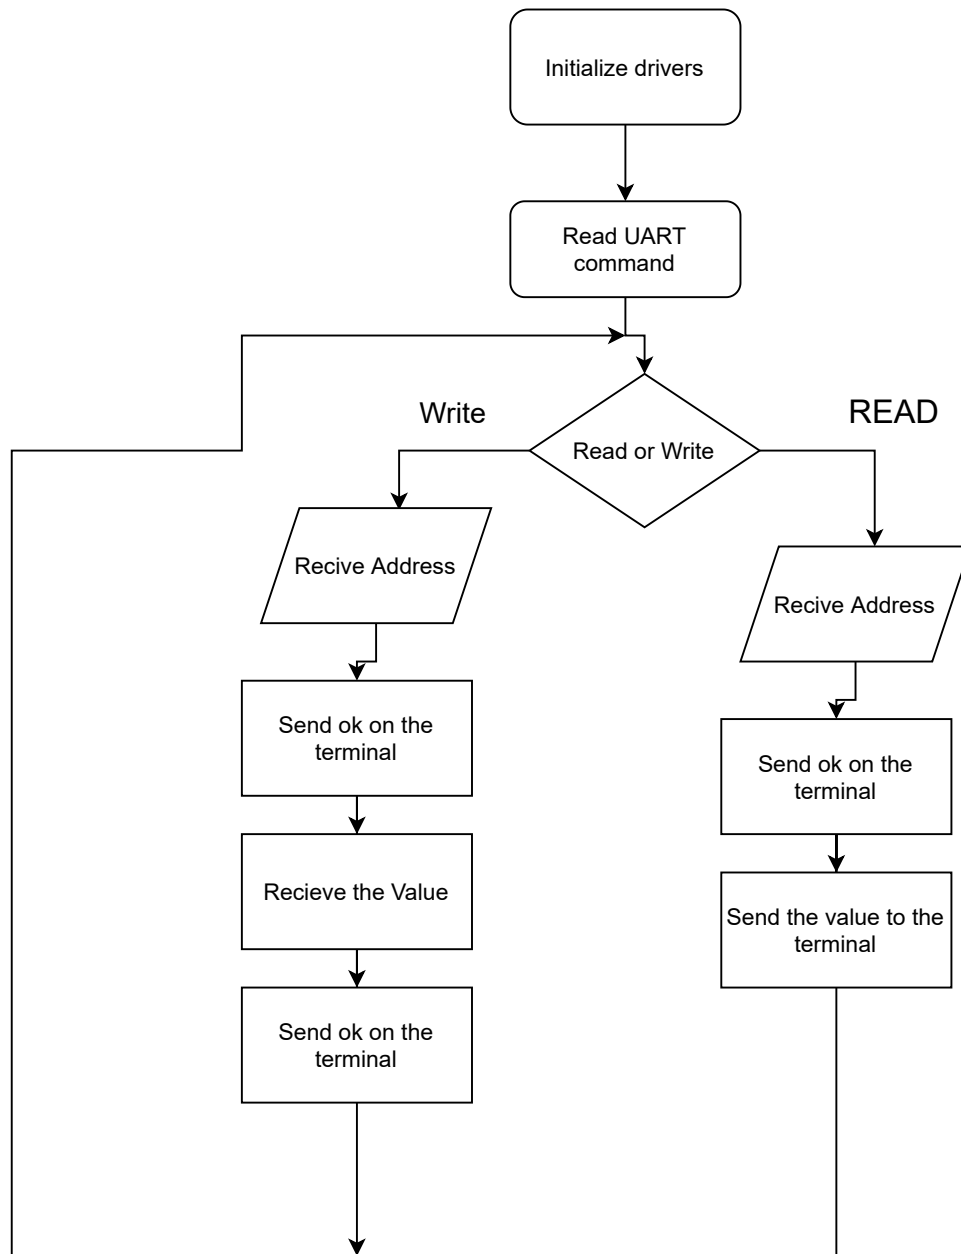 Initialize drivers
Read UART
command
Write
READ
Read or Write
Recive Address
Recive Address
Send ok on the
terminal
Send ok on the
terminal
Recieve the Value
Send the value to the
terminal
Send ok on the
terminal